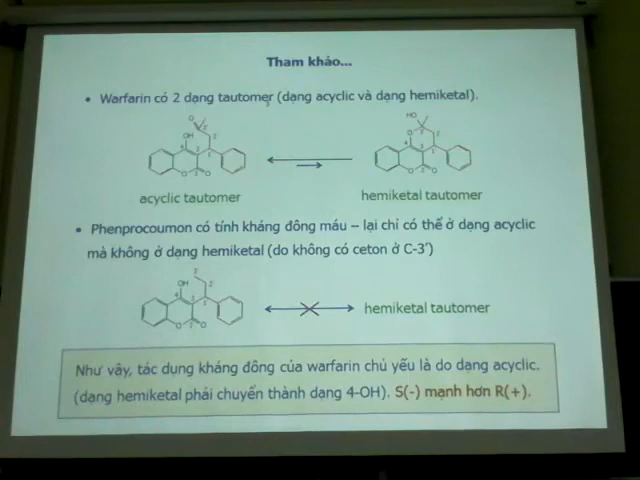 Tham khảo...
• Warfarin có 2 dạng tautomer (dạng acyclic và dạng hemiketal).
acyclic tautomer
hemiketal tautomer
• Phenprocoumon có tính kháng đông máu – lại chỉ có thể ở dạng acyclic
mà không ở dạng hemiketal (do không có ceton ở C-3')
hemiketal tautomer
Như vậy, tác dụng kháng đông của warfarin chủ yếu là do dạng acyclic.
(dạng hemiketal phải chuyển thành dạng 4-OH). S(-) mạnh hơn R(+).